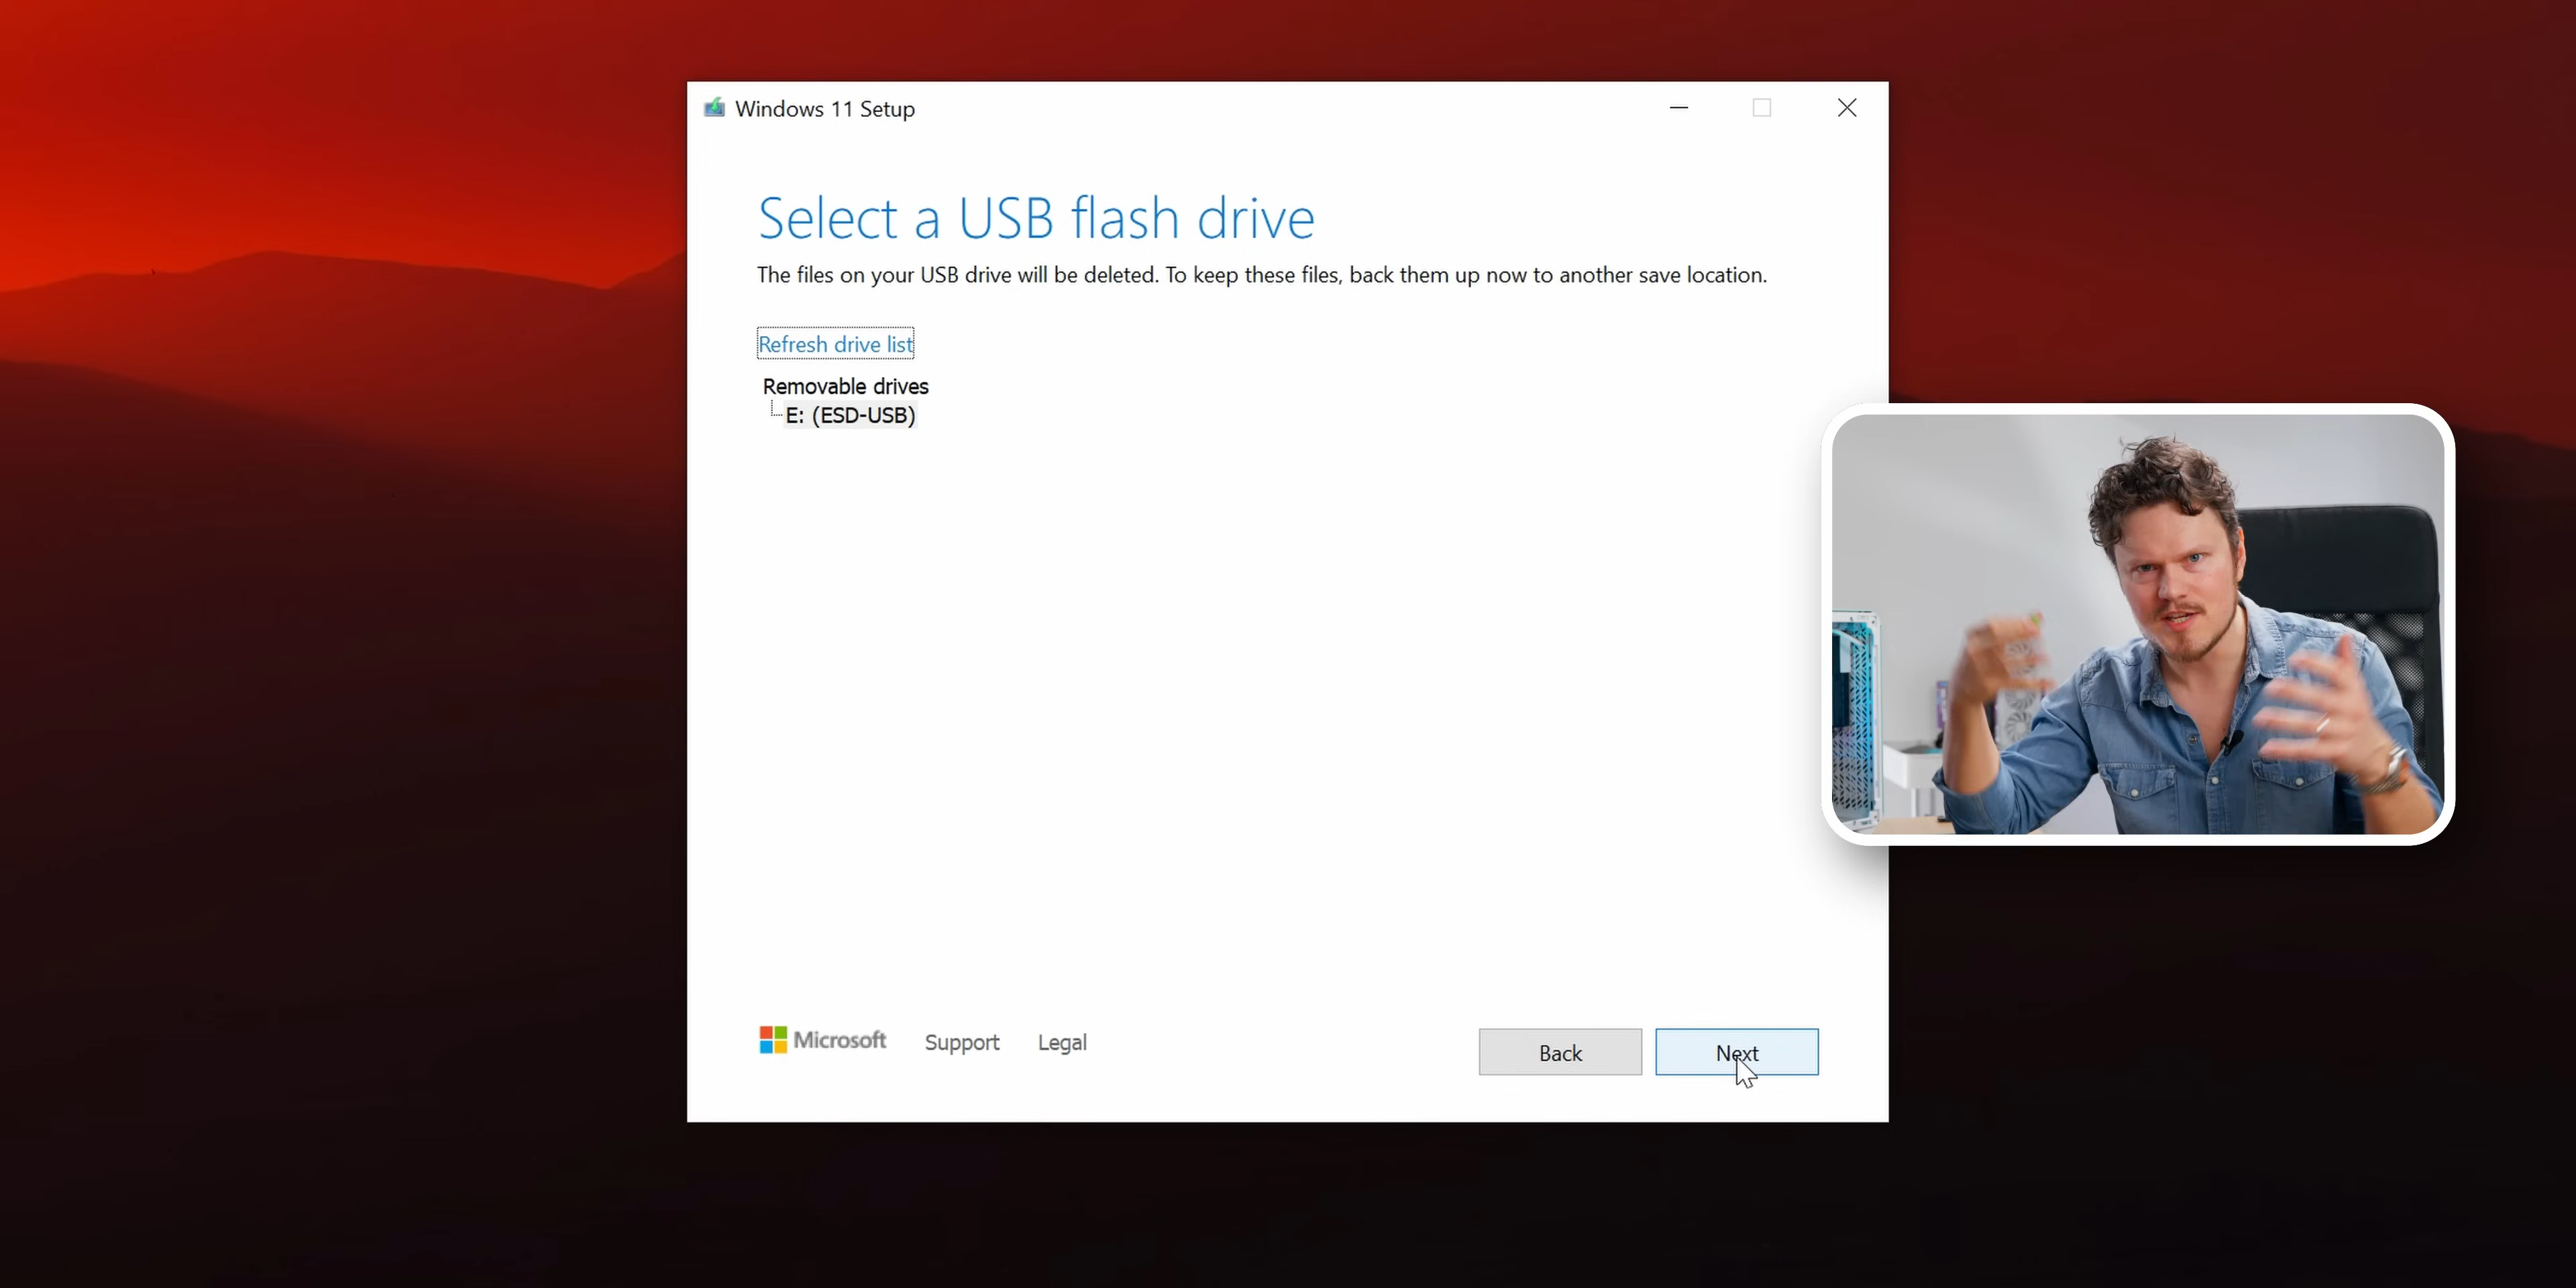 Windows 11 Setup
Select a USB flash drive
The files on your USB drive will be deleted. To keep these files, back them up now to another save location.
Refresh drive list
Removable drives
E: (ESD-USB)
Microsoft Support Legal Back Next